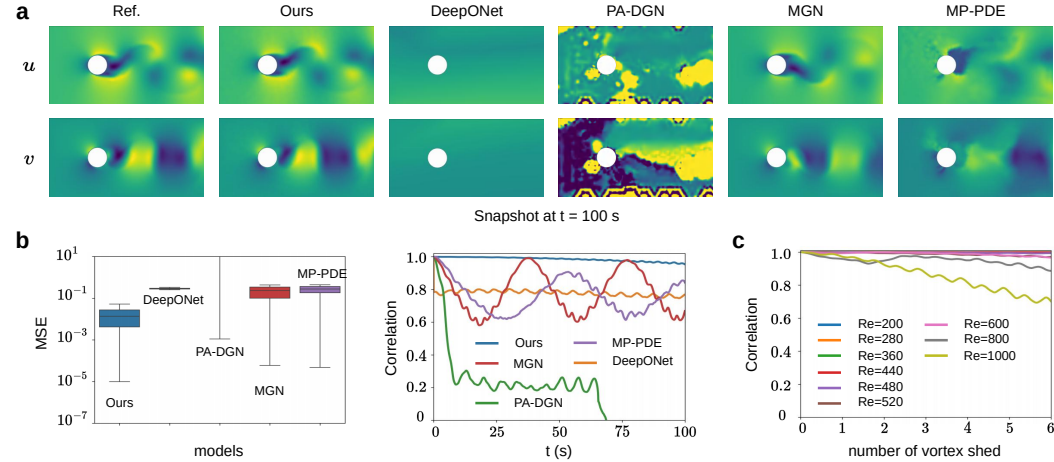 a
Ref. Ours DeepONet PA-DGN MGN MP-PDE
u
v
Snapshot at t = 100 s
b
MSE
10^1
10^-1
10^-3
10^-5
10^-7
Ours
DeepONet
PA-DGN
MGN
MP-PDE
models
Correlation
1.0
0.8
0.6
0.4
0.2
0
Ours
MGN
PA-DGN
MP-PDE
DeepONet
0 25 50 75 100
t (s)
c
Correlation
1.0
0.8
0.6
0.4
0.2
0
Re=200 Re=600
Re=280 Re=800
Re=360 Re=1000
Re=440
Re=480
Re=520
0 1 2 3 4 5 6
number of vortex shed